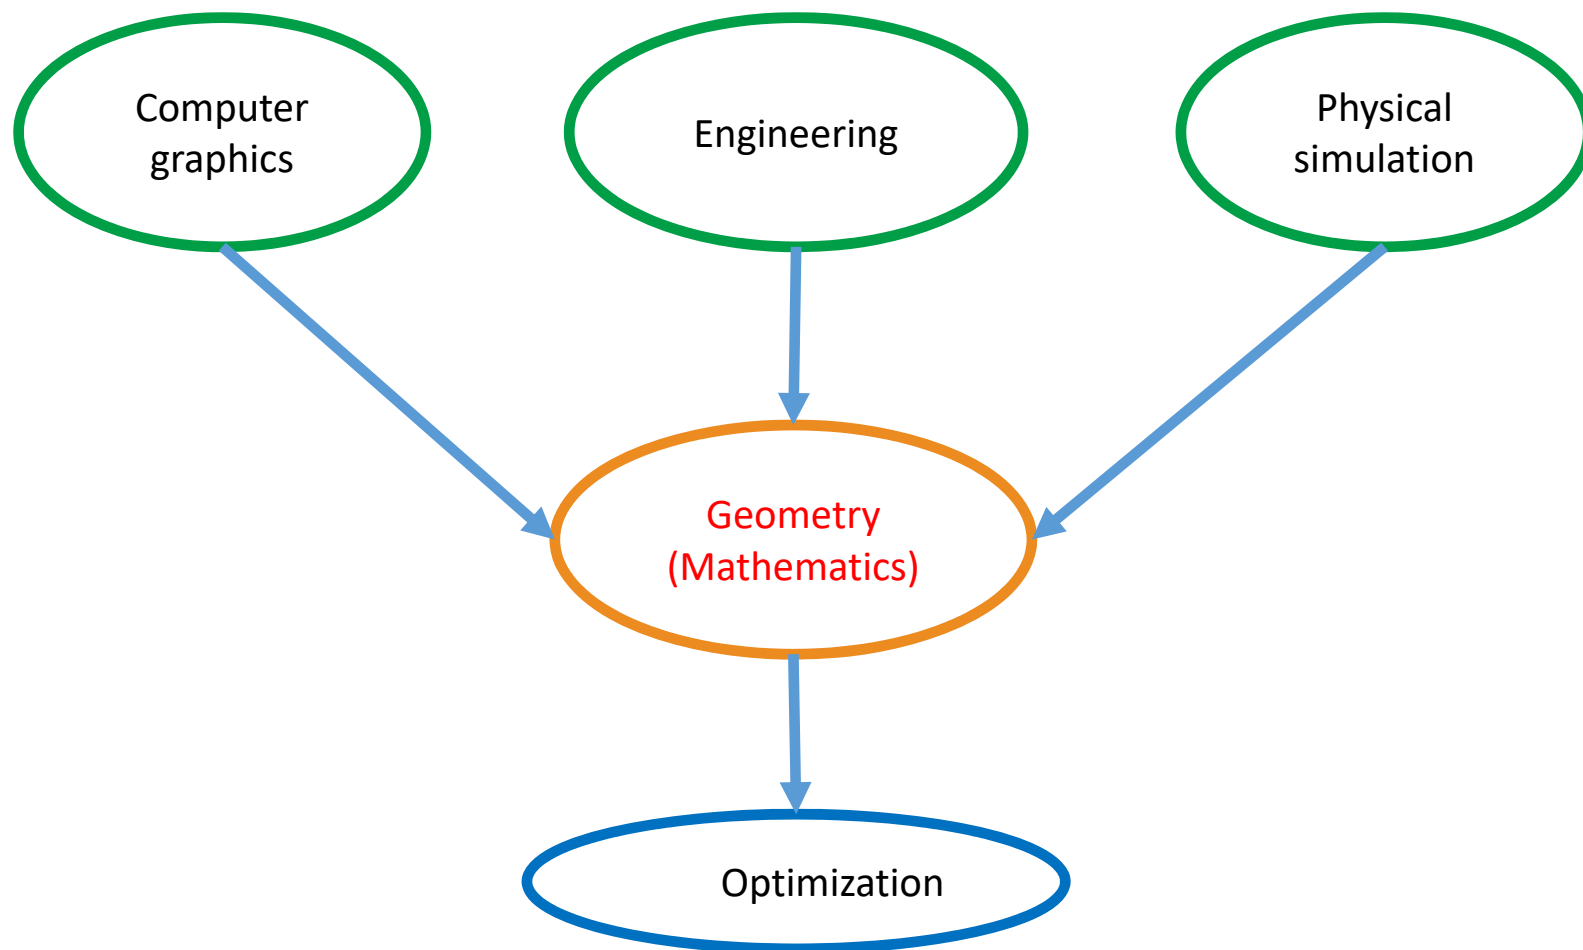 Computer
graphics
Engineering
Physical
simulation
Geometry
(Mathematics)
Optimization